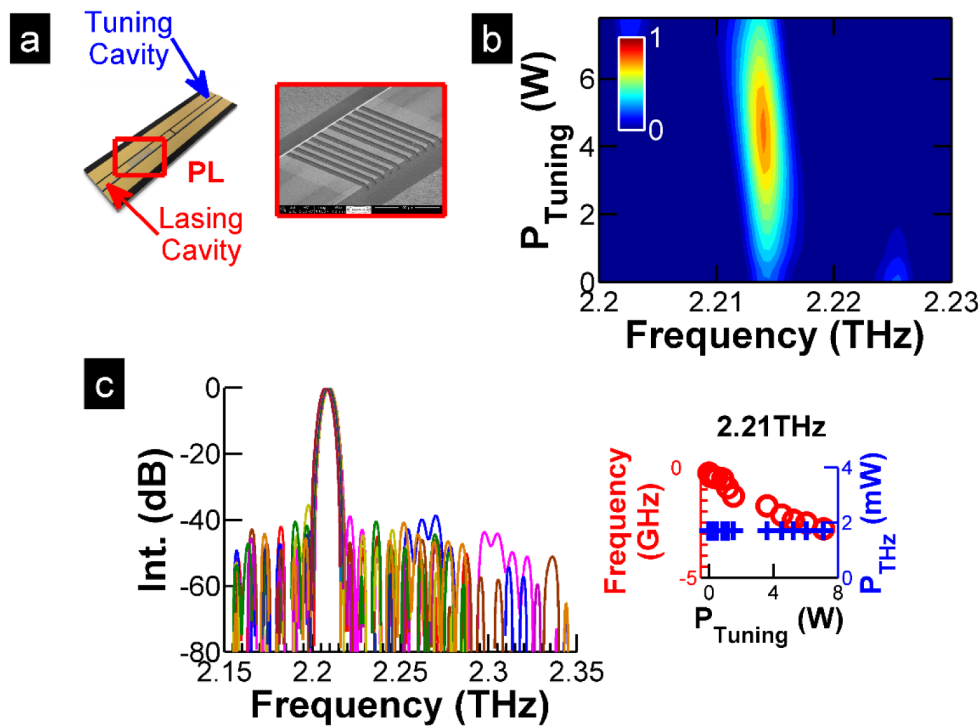 a
Tuning
Cavity
PL
Lasing
Cavity
b
P_Tuning (W)
6
4
2
0
1
0
2.2
2.21
2.22
2.23
Frequency (THz)
c
Int. (dB)
0
-20
-40
-60
-80
2.15
2.2
2.25
2.3
2.35
Frequency (THz)
2.21THz
Frequency
(GHz)
0
-5
4
2
0
P_THz (mW)
0
4
8
P_Tuning (W)